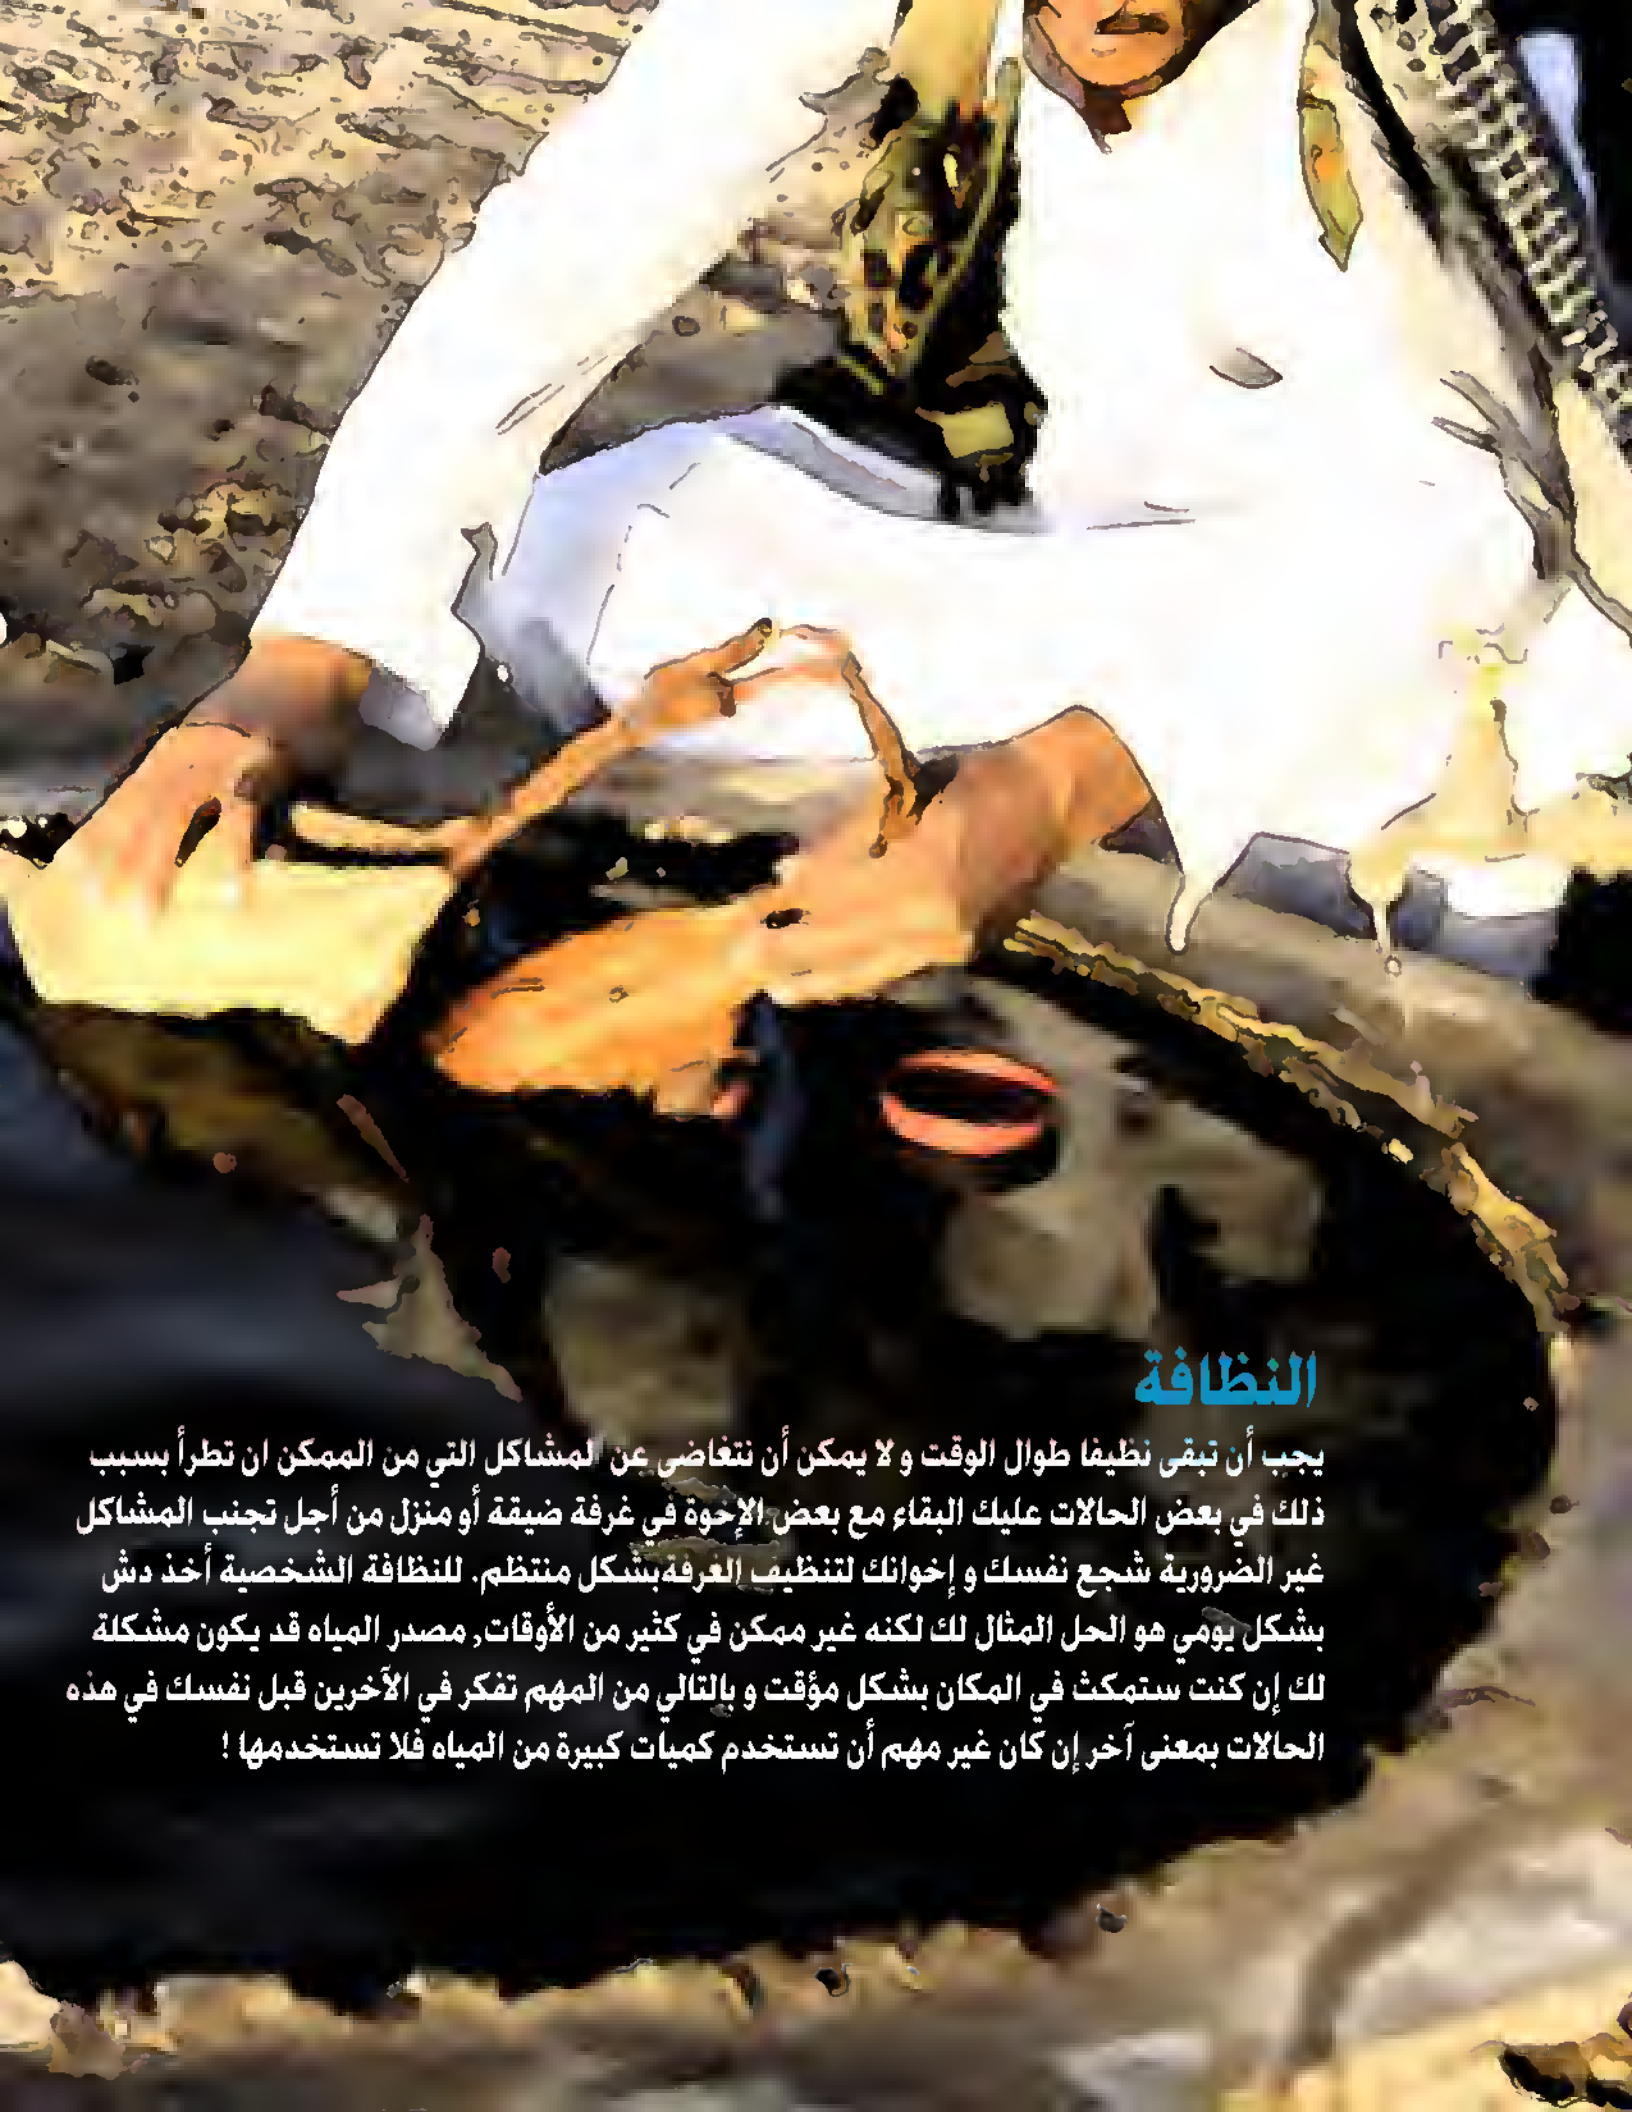 النظافة
يجب أن تبقى نظيفا طوال الوقت و لا يمكن أن نتغاضى عن المشاكل التي من الممكن ان تطرأ بسبب
ذلك في بعض الحالات عليك البقاء مع بعض الإخوة في غرفة ضيقة أو منزل من أجل تجنب المشاكل
غير الضرورية شجع نفسك و إخوانك لتنظيف الغرفة بشكل منتظم. للنظافة الشخصية أخذ دش
بشكل يومي هو الحل المثال لك لكنه غير ممكن في كثير من الأوقات, مصدر المياه قد يكون مشكلة
لك إن كنت ستمكث في المكان بشكل مؤقت و بالتالي من المهم تفكر في الآخرين قبل نفسك في هذه
الحالات بمعنى آخر إن كان غير مهم أن تستخدم كميات كبيرة من المياه فلا تستخدمها !